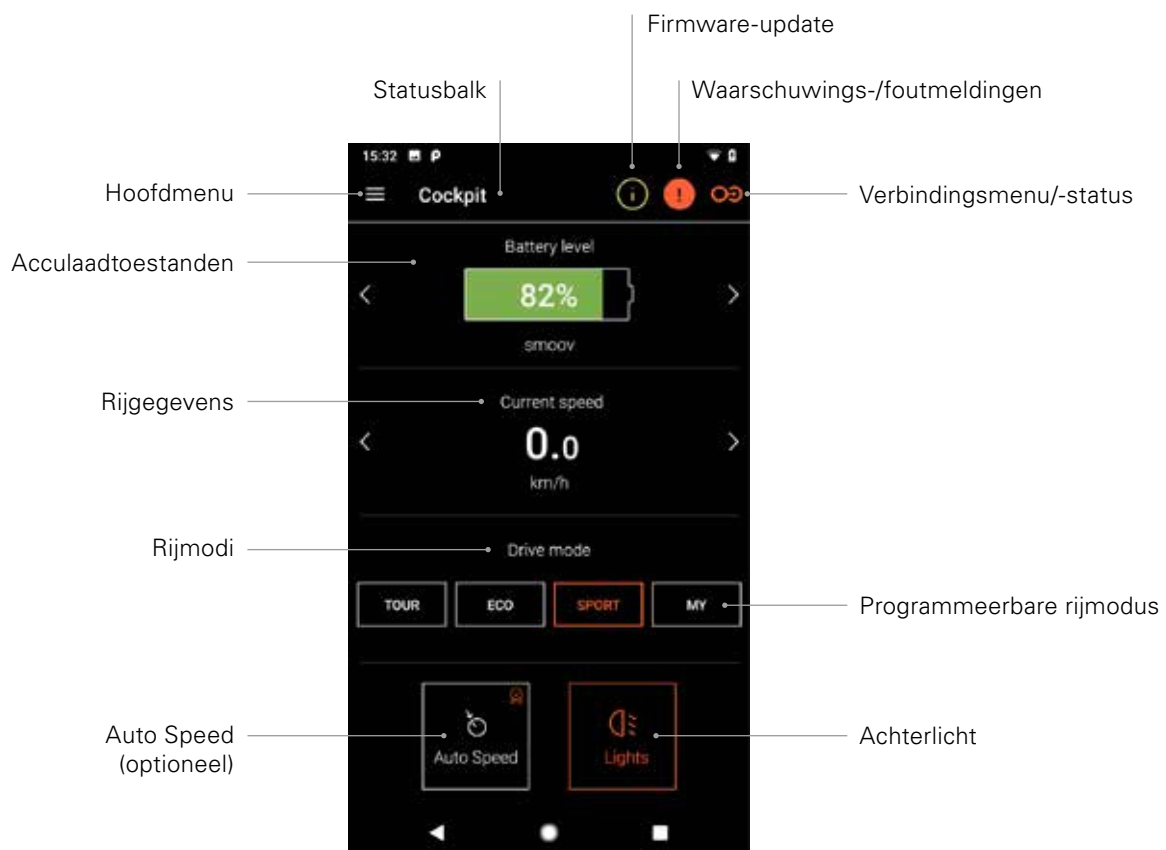 Firmware-update
Statusbalk
Waarschuwings-/foutmeldingen
15:32 P
Hoofdmenu
Cockpit
Verbindingsmenu/-status
Acculaadtoestanden
Battery level
82%
smoov
Rijgegevens
Current speed
0.0
km/h
Rijmodi
Drive mode
TOUR
ECO
SPORT
MY
Programmeerbare rijmodus
Auto Speed
(optioneel)
Auto Speed
Lights
Achterlicht